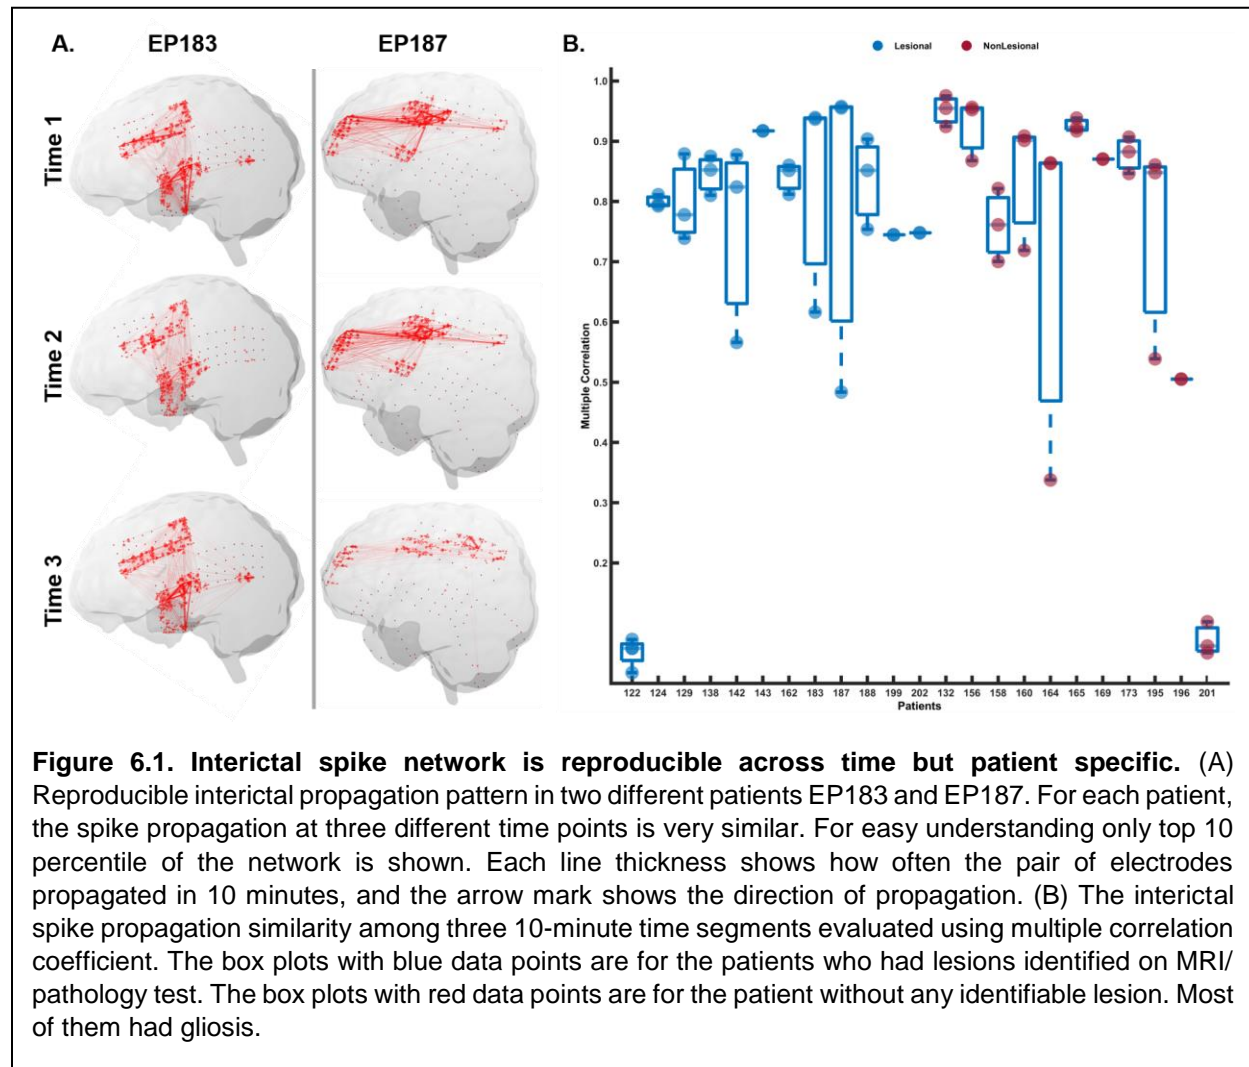 A. EP183 EP187
Time 1
Time 2
Time 3
B. Lesional NonLesional
Multiple Correlation
1.0
0.9
0.8
0.7
0.6
0.5
0.4
0.3
0.2
122 124 129 138 142 143 162 183 187 188 199 202 132 156 158 160 164 165 169 173 195 196 201
Patients
Figure 6.1. Interictal spike network is reproducible across time but patient specific. (A)
Reproducible interictal propagation pattern in two different patients EP183 and EP187. For each patient,
the spike propagation at three different time points is very similar. For easy understanding only top 10
percentile of the network is shown. Each line thickness shows how often the pair of electrodes
propagated in 10 minutes, and the arrow mark shows the direction of propagation. (B) The interictal
spike propagation similarity among three 10-minute time segments evaluated using multiple correlation
coefficient. The box plots with blue data points are for the patients who had lesions identified on MRI/
pathology test. The box plots with red data points are for the patient without any identifiable lesion. Most
of them had gliosis.